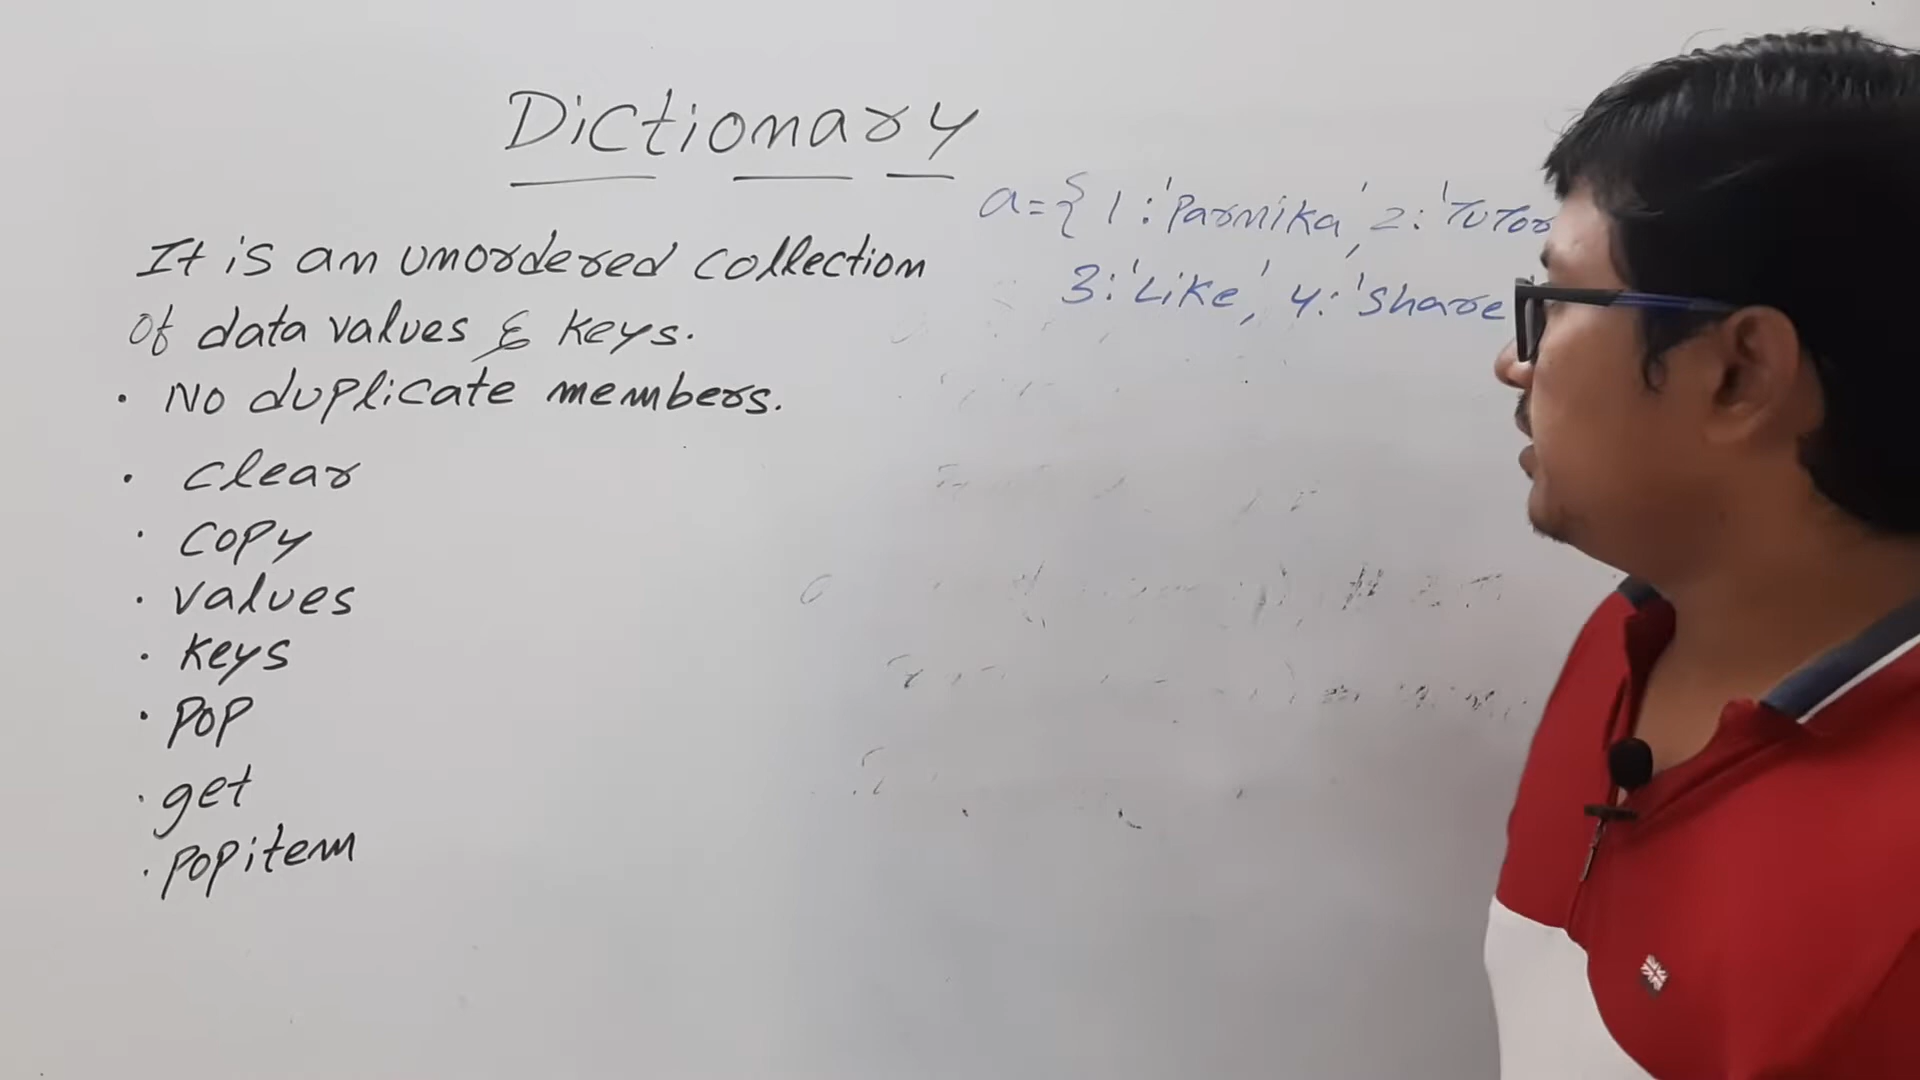 Dictionary
It is an unordered collection
of data values & keys.
• No duplicate members.
• clear
• copy
• values
• keys
• pop
• get
• popitem
a={ 1:'Parnika', 2:'Tutor
3:'Like', 4:'Share